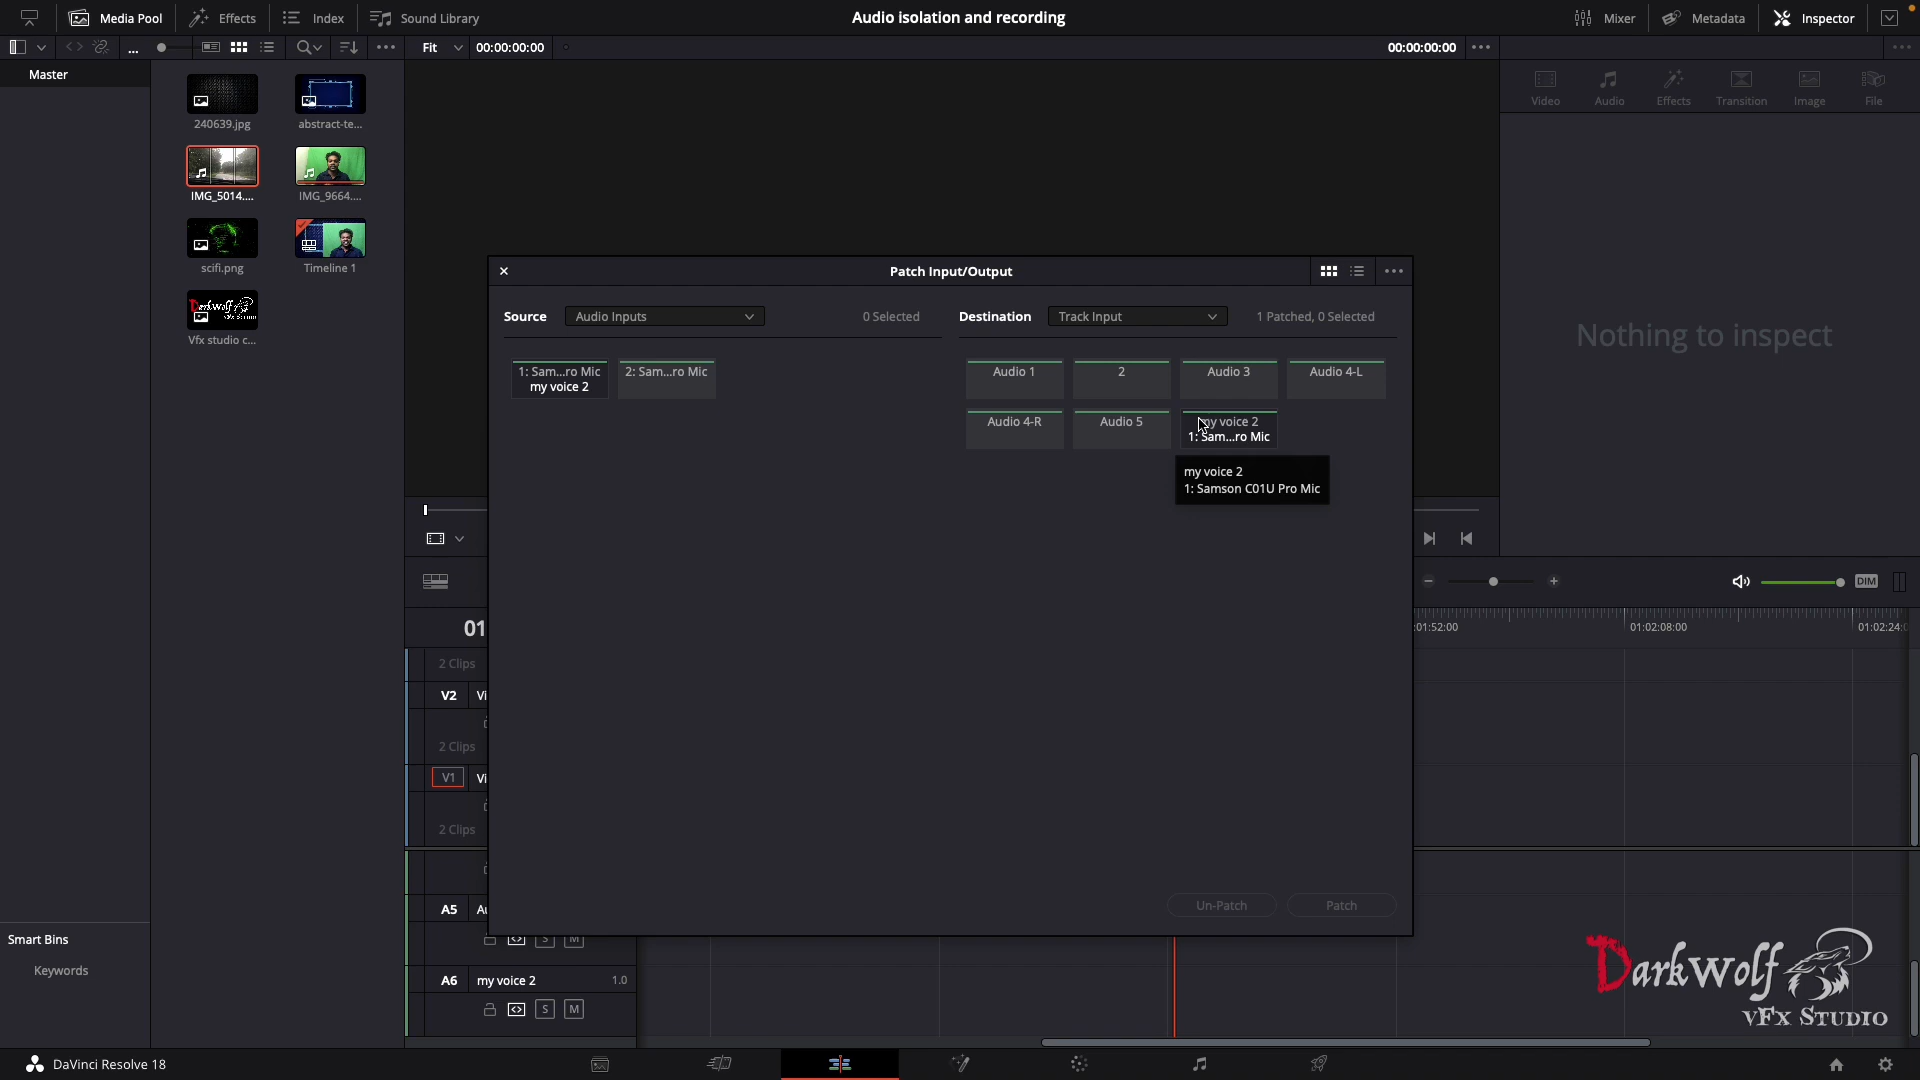 Media Pool
Effects
Index
Sound Library
Audio isolation and recording
Mixer
Metadata
Inspector
Fit
00:00:00:00
00:00:00:00
Master
240639.jpg
abstract-te...
IMG_5014....
IMG_9664....
scifi.png
Timeline 1
Vfx studio c...
Video
Audio
Effects
Transition
Image
File
Nothing to inspect
Patch Input/Output
Source
Audio Inputs
0 Selected
Destination
Track Input
1 Patched, 0 Selected
1: Sam...ro Mic
my voice 2
2: Sam...ro Mic
Audio 1
2
Audio 3
Audio 4-L
Audio 4-R
Audio 5
my voice 2
1: Sam...ro Mic
my voice 2
1: Samson C01U Pro Mic
Un-Patch
Patch
DIM
01
:01:52:00
01:02:08:00
01:02:24:
2 Clips
V2
Vi
2 Clips
V1
Vi
2 Clips
A5
S
M
A6
my voice 2
1.0
S
M
Smart Bins
Keywords
DarkWolf
vFx Studio
DaVinci Resolve 18